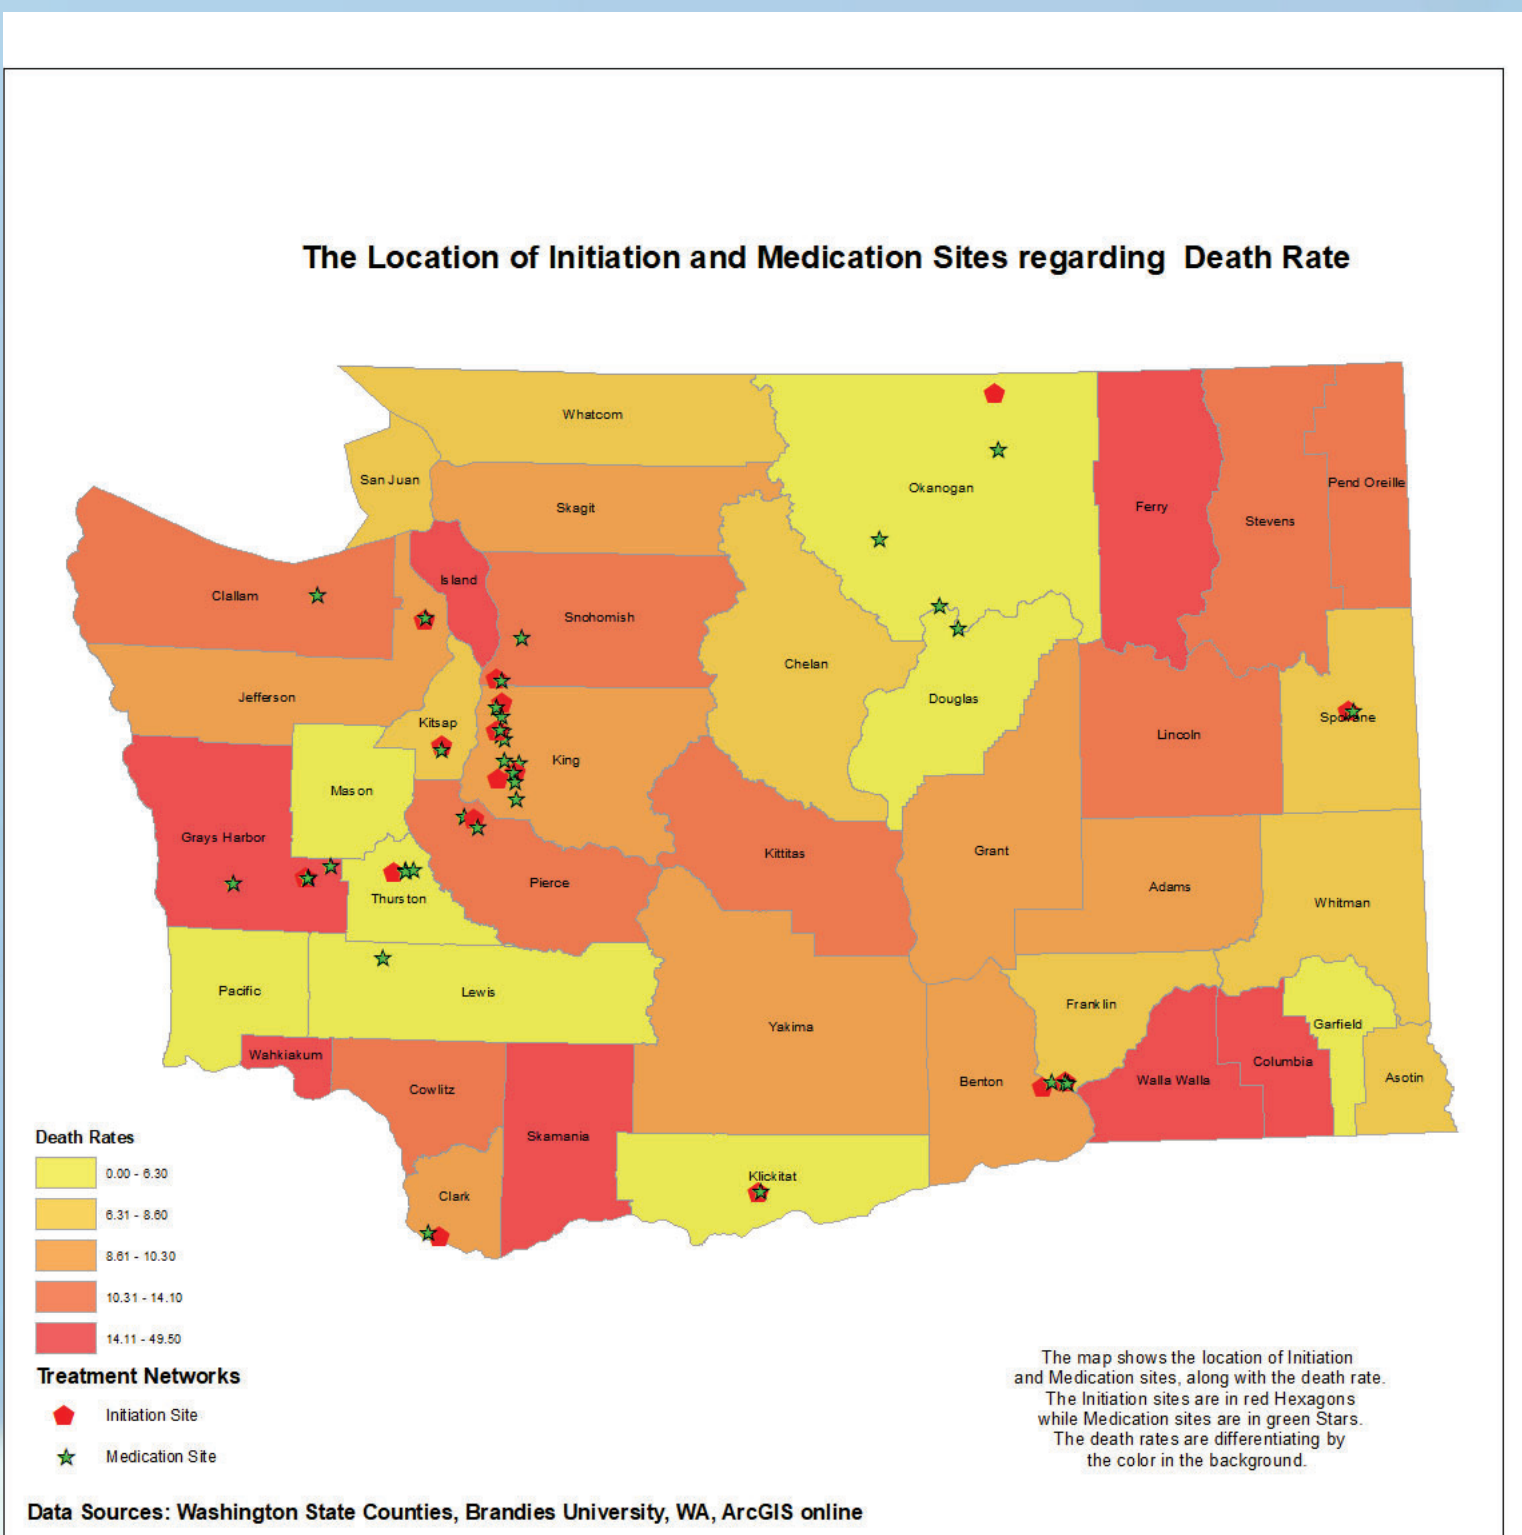 The Location of Initiation and Medication Sites regarding  Death Rate
Whatcom
San Juan
Skagit
Okanogan
Ferry
Stevens
Pend Oreille
Clallam
Island
Snohomish
Jefferson
Chelan
Douglas
Kitsap
King
Lincoln
Spokane
Mason
Grays Harbor
Kittitas
Grant
Pierce
Adams
Thurston
Whitman
Pacific
Lewis
Yakima
Franklin
Garfield
Wahkiakum
Columbia
Cowlitz
Benton
Walla Walla
Asotin
Skamania
Klickitat
Clark
Death Rates
0.00 - 6.30
6.31 - 8.60
8.61 - 10.30
10.31 - 14.10
14.11 - 49.50
Treatment Networks
Initiation Site
Medication Site
The map shows the location of Initiation
and Medication sites, along with the death rate.
The Initiation sites are in red Hexagons
while Medication sites are in green Stars.
The death rates are differentiating by
the color in the background.
Data Sources: Washington State Counties, Brandies University, WA, ArcGIS online